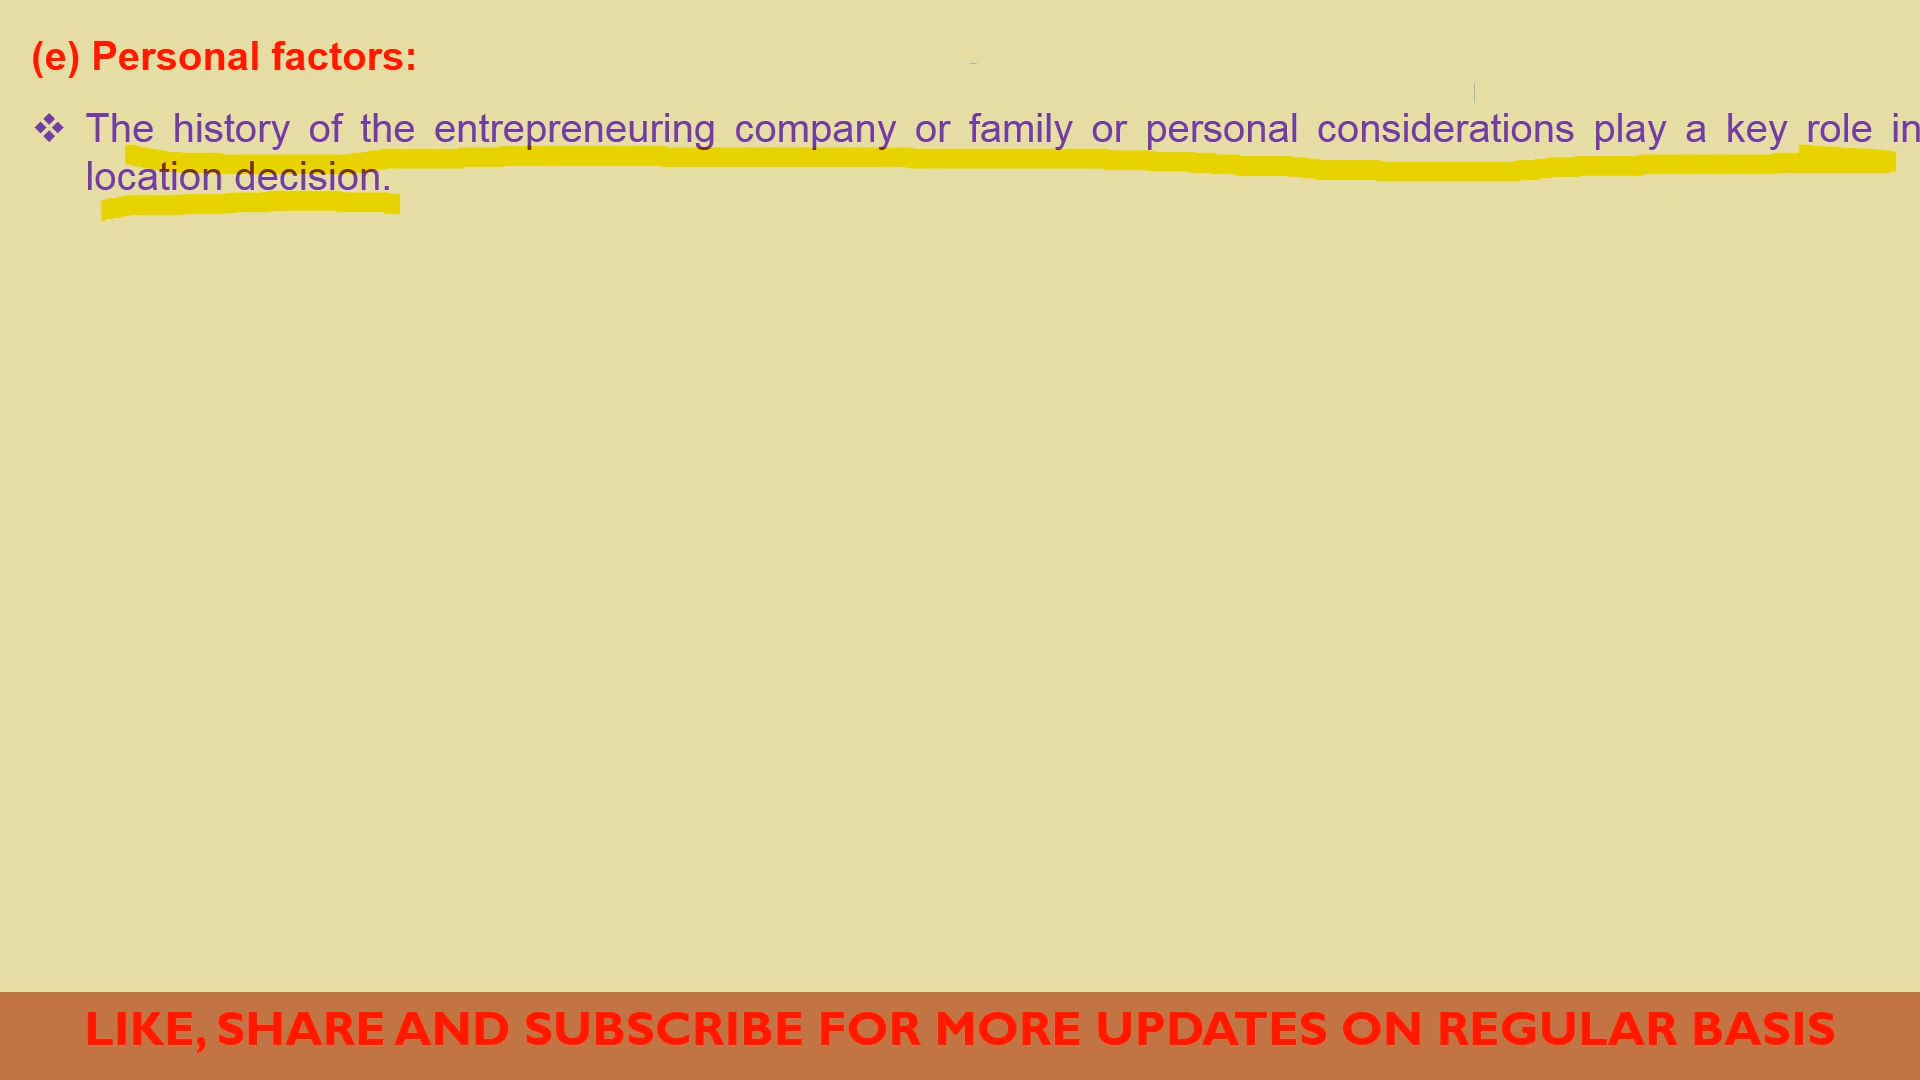 (e) Personal factors:
❖ The history of the entrepreneuring company or family or personal considerations play a key role in
location decision.
LIKE, SHARE AND SUBSCRIBE FOR MORE UPDATES ON REGULAR BASIS